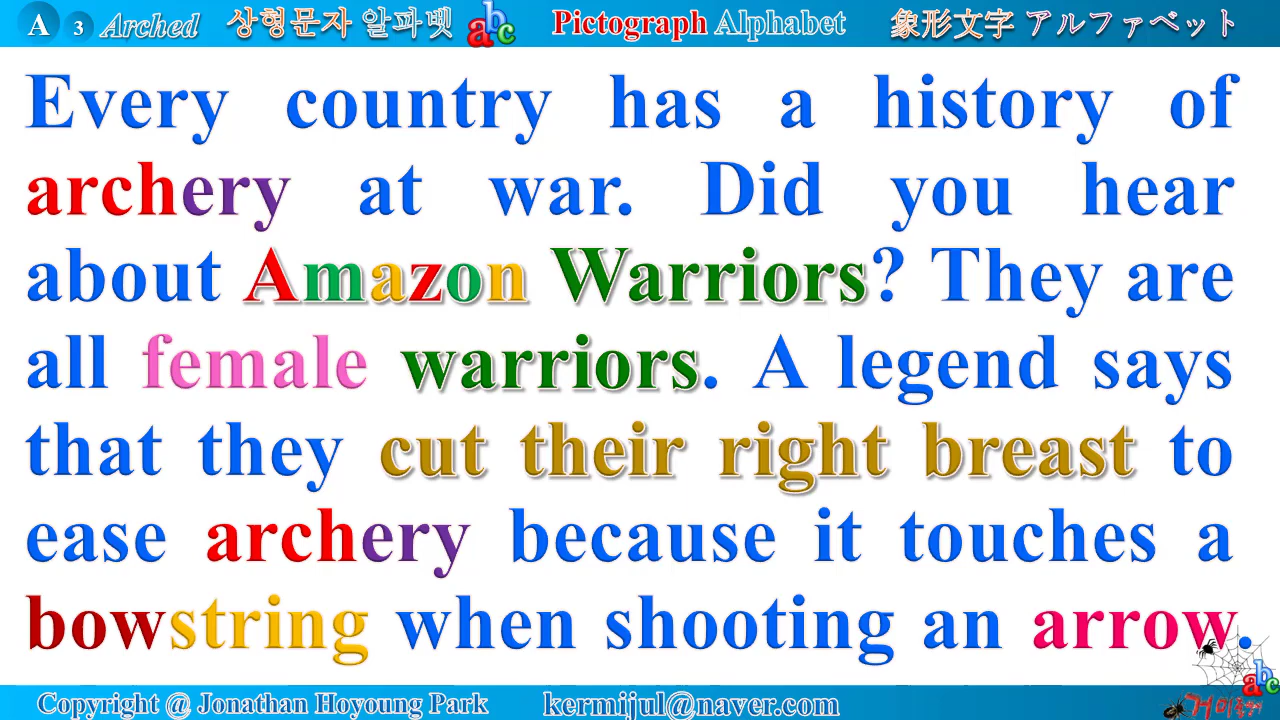 A 3 Arched 상형문자 알파벳 abc Pictograph Alphabet 象形文字 アルファベット
Every country has a history of
archery at war. Did you hear
about Amazon Warriors? They are
all female warriors. A legend says
that they cut their right breast to
ease archery because it touches a
bowstring when shooting an arrow.
abc
Copyright @ Jonathan Hoyoung Park kermijul@naver.com